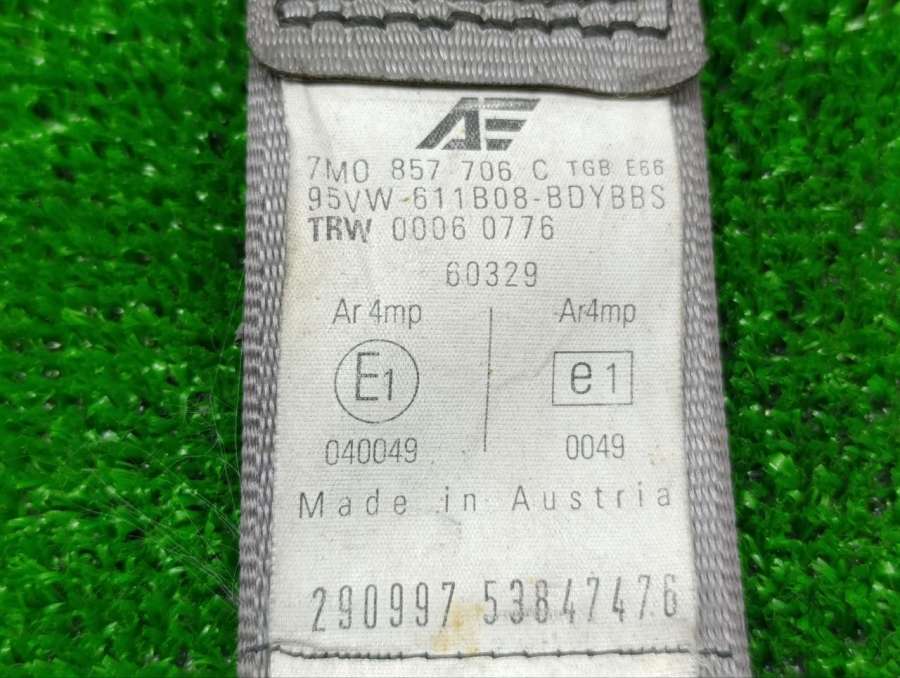 AE
7M0 857 706 C TGB E66
95VW-611B08-BDYBBS
TRW 0006 0776
60329
Ar4mp Ar4mp
E1 e1
040049 0049
Made in Austria
290997 53847476